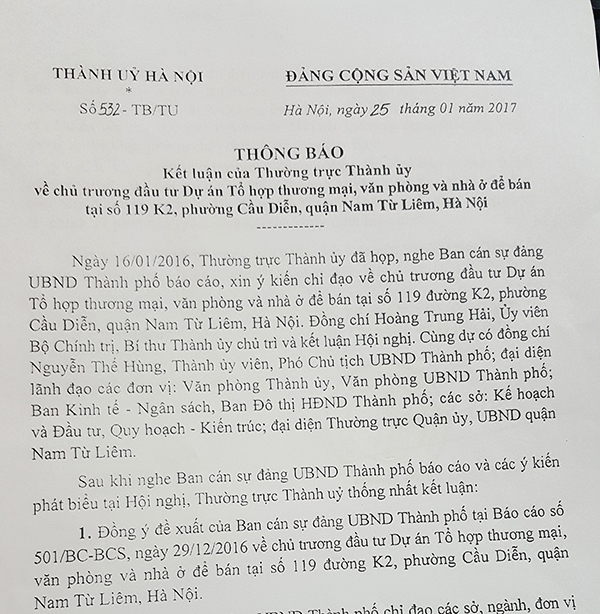 THÀNH UỶ HÀ NỘI
*
Số 532 - TB/TU
ĐẢNG CỘNG SẢN VIỆT NAM
Hà Nội, ngày 25 tháng 01 năm 2017
THÔNG BÁO
Kết luận của Thường trực Thành ủy
về chủ trương đầu tư Dự án Tổ hợp thương mại, văn phòng và nhà ở để bán
tại số 119 K2, phường Cầu Diễn, quận Nam Từ Liêm, Hà Nội
-------------
Ngày 16/01/2016, Thường trực Thành ủy đã họp, nghe Ban cán sự đảng
UBND Thành phố báo cáo, xin ý kiến chỉ đạo về chủ trương đầu tư Dự án
Tổ hợp thương mại, văn phòng và nhà ở để bán tại số 119 đường K2, phường
Cầu Diễn, quận Nam Từ Liêm, Hà Nội. Đồng chí Hoàng Trung Hải, Ủy viên
Bộ Chính trị, Bí thư Thành ủy chủ trì và kết luận Hội nghị. Cùng dự có đồng chí
Nguyễn Thế Hùng, Thành ủy viên, Phó Chủ tịch UBND Thành phố; đại diện
lãnh đạo các đơn vị: Văn phòng Thành ủy, Văn phòng UBND Thành phố;
Ban Kinh tế - Ngân sách, Ban Đô thị HĐND Thành phố; các sở: Kế hoạch
và Đầu tư, Quy hoạch - Kiến trúc; đại diện Thường trực Quận ủy, UBND quận
Nam Từ Liêm.
Sau khi nghe Ban cán sự đảng UBND Thành phố báo cáo và các ý kiến
phát biểu tại Hội nghị, Thường trực Thành uỷ thống nhất kết luận:
1. Đồng ý đề xuất của Ban cán sự đảng UBND Thành phố tại Báo cáo số
501/BC-BCS, ngày 29/12/2016 về chủ trương đầu tư Dự án Tổ hợp thương mại,
văn phòng và nhà ở để bán tại số 119 đường K2, phường Cầu Diễn, quận
Nam Từ Liêm, Hà Nội.
UBND Thành phố chỉ đạo các sở, ngành, đơn vị